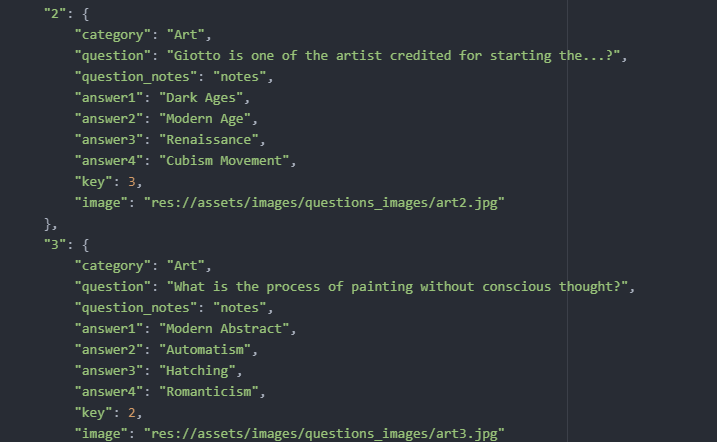 "2": {
"category": "Art",
"question": "Giotto is one of the artist credited for starting the...?",
"question_notes": "notes",
"answer1": "Dark Ages",
"answer2": "Modern Age",
"answer3": "Renaissance",
"answer4": "Cubism Movement",
"key": 3,
"image": "res://assets/images/questions_images/art2.jpg"
},
"3": {
"category": "Art",
"question": "What is the process of painting without conscious thought?",
"question_notes": "notes",
"answer1": "Modern Abstract",
"answer2": "Automatism",
"answer3": "Hatching",
"answer4": "Romanticism",
"key": 2,
"image": "res://assets/images/questions_images/art3.jpg"